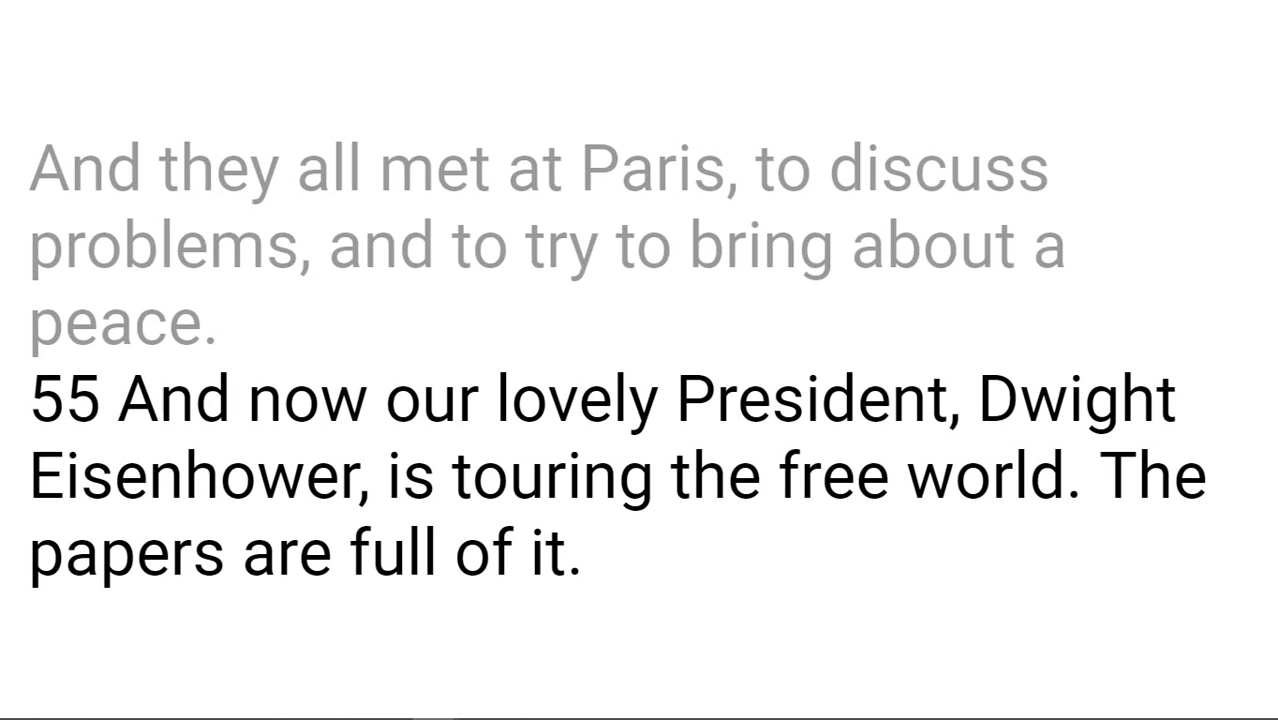 And they all met at Paris, to discuss
problems, and to try to bring about a
peace.
55 And now our lovely President, Dwight
Eisenhower, is touring the free world. The
papers are full of it.